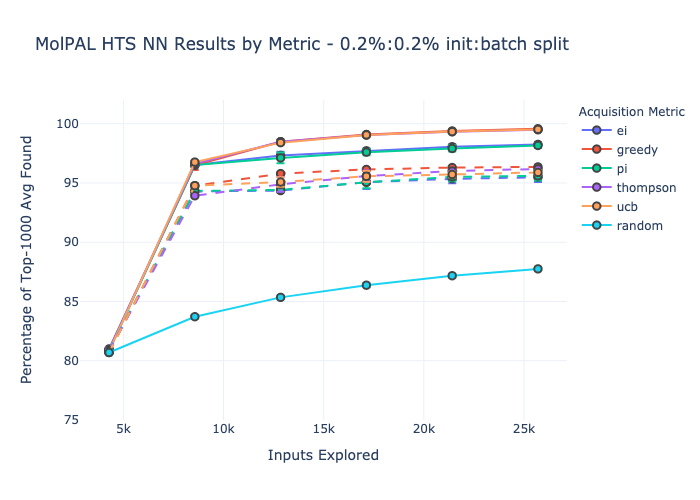 MolPAL HTS NN Results by Metric - 0.2%:0.2% init:batch split
Acquisition Metric
ei
greedy
pi
thompson
ucb
random
Percentage of Top-1000 Avg Found
100
95
90
85
80
75
5k
10k
15k
20k
25k
Inputs Explored